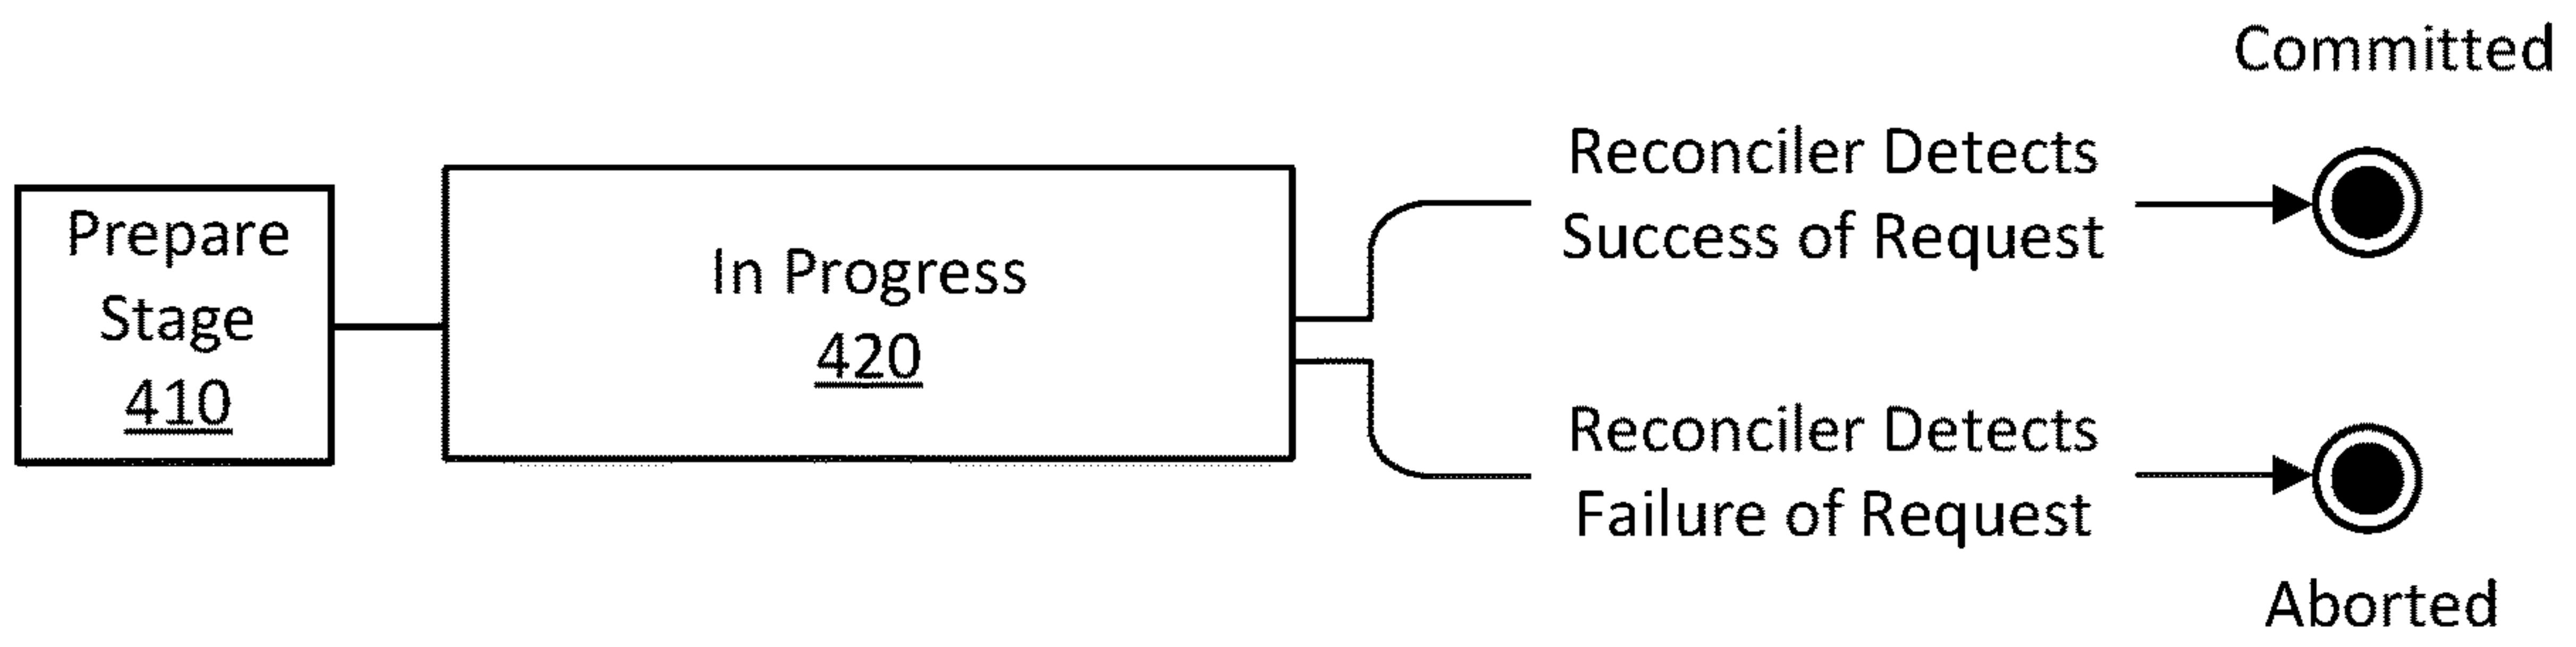 Prepare
Stage
410
In Progress
420
Reconciler Detects
Success of Request
Committed
Reconciler Detects
Failure of Request
Aborted